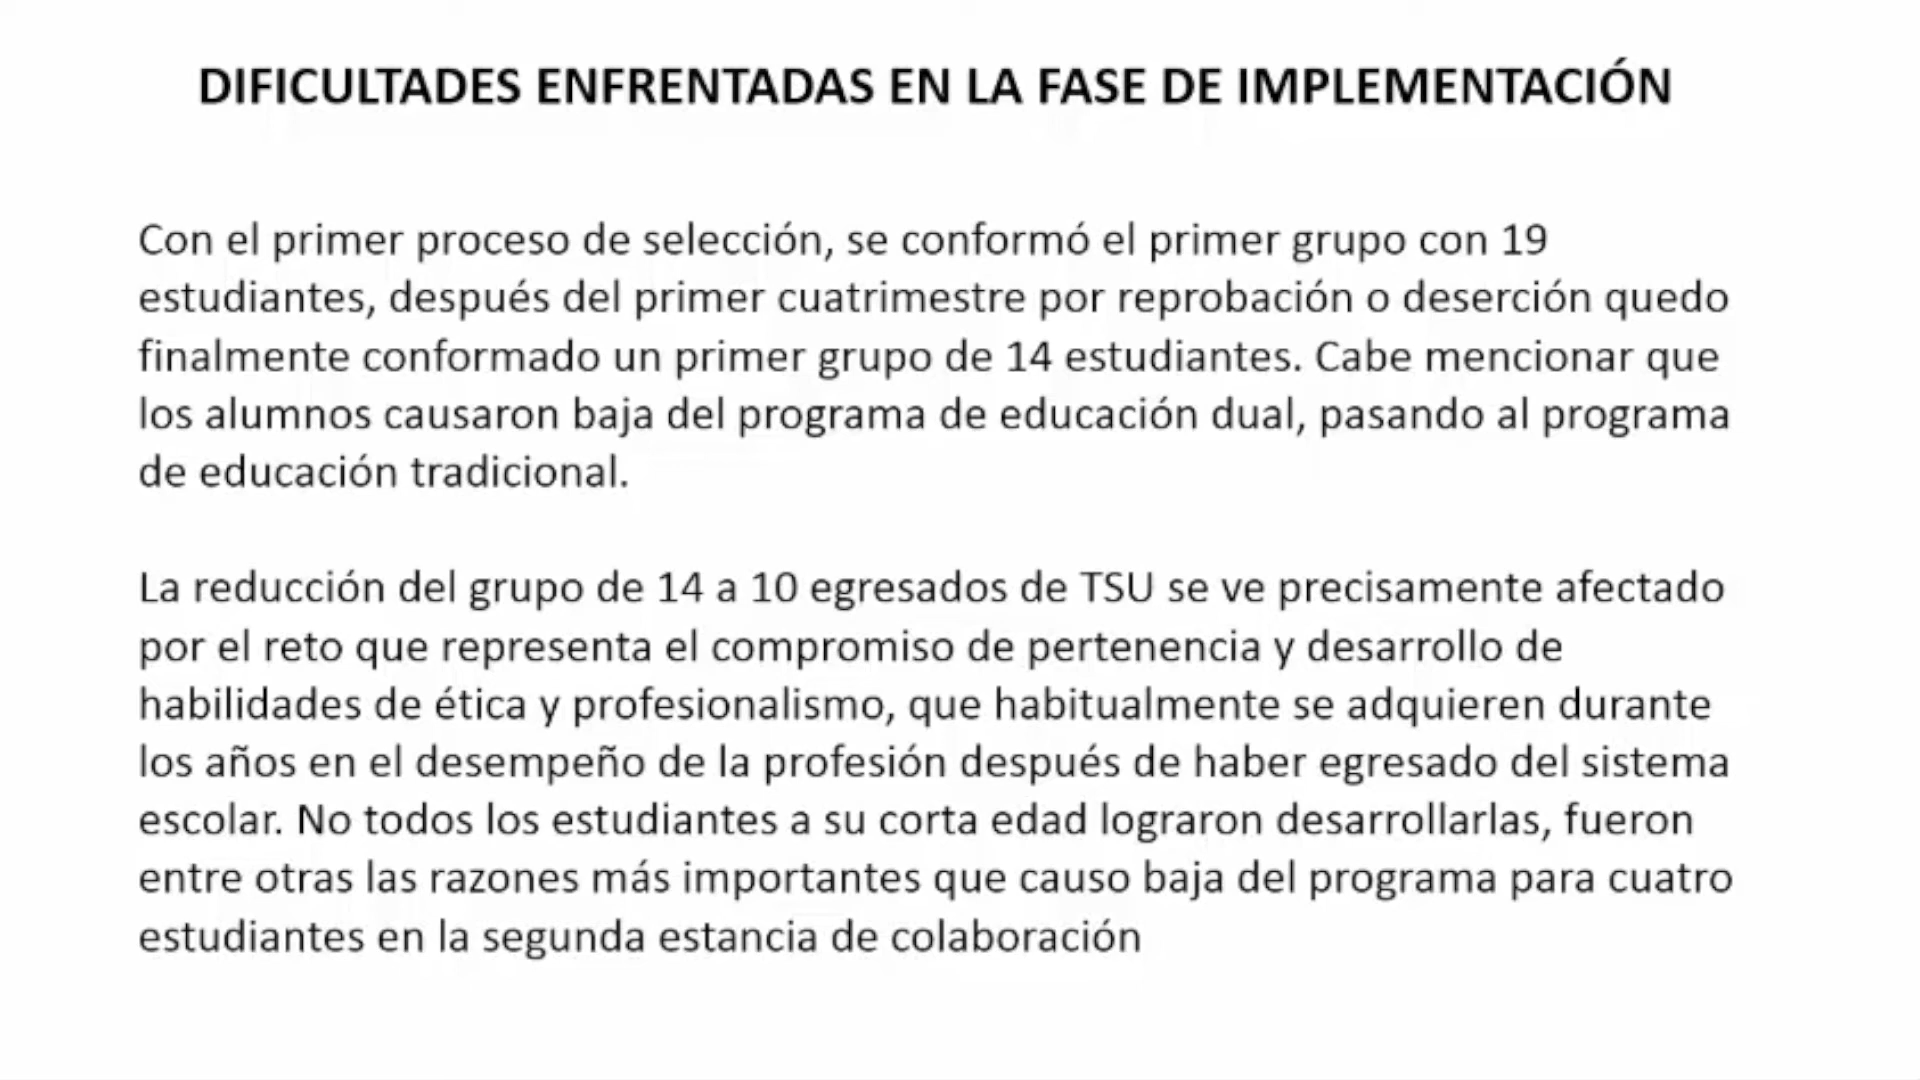 DIFICULTADES ENFRENTADAS EN LA FASE DE IMPLEMENTACIÓN
Con el primer proceso de selección, se conformó el primer grupo con 19
estudiantes, después del primer cuatrimestre por reprobación o deserción quedo
finalmente conformado un primer grupo de 14 estudiantes. Cabe mencionar que
los alumnos causaron baja del programa de educación dual, pasando al programa
de educación tradicional.
La reducción del grupo de 14 a 10 egresados de TSU se ve precisamente afectado
por el reto que representa el compromiso de pertenencia y desarrollo de
habilidades de ética y profesionalismo, que habitualmente se adquieren durante
los años en el desempeño de la profesión después de haber egresado del sistema
escolar. No todos los estudiantes a su corta edad lograron desarrollarlas, fueron
entre otras las razones más importantes que causo baja del programa para cuatro
estudiantes en la segunda estancia de colaboración